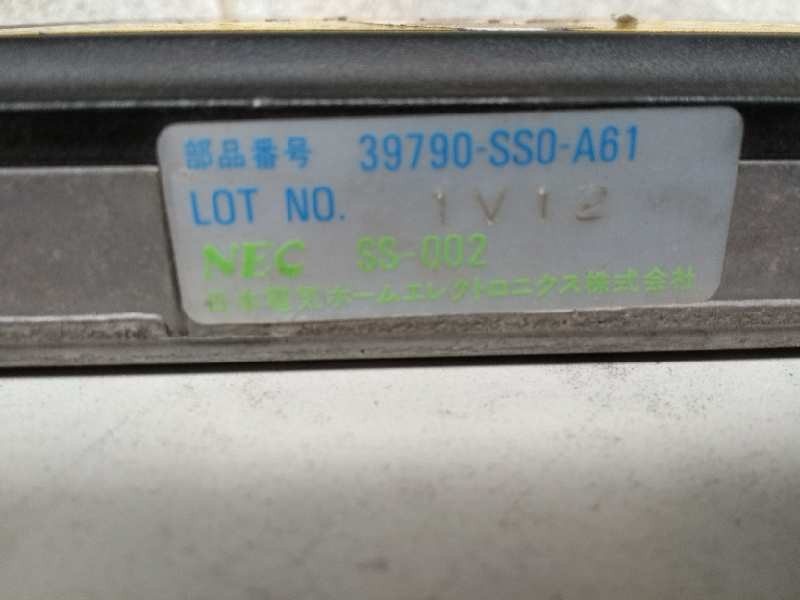 部品番号 39790-SS0-A61
LOT NO. 1V12
NEC SS-002
日本電気ホームエレクトロニクス株式会社